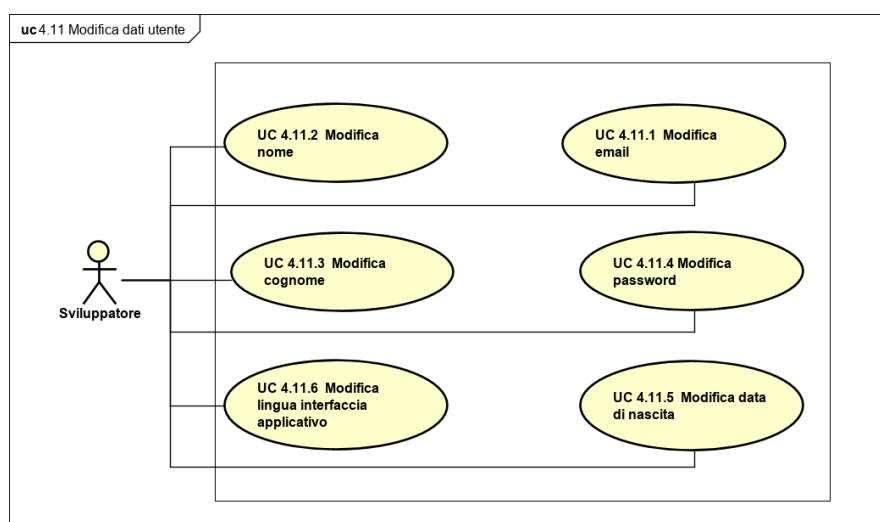 uc 4.11 Modifica dati utente
UC 4.11.2 Modifica
nome
UC 4.11.1 Modifica
email
UC 4.11.3 Modifica
cognome
UC 4.11.4 Modifica
password
Sviluppatore
UC 4.11.6 Modifica
lingua interfaccia
applicativo
UC 4.11.5 Modifica data
di nascita